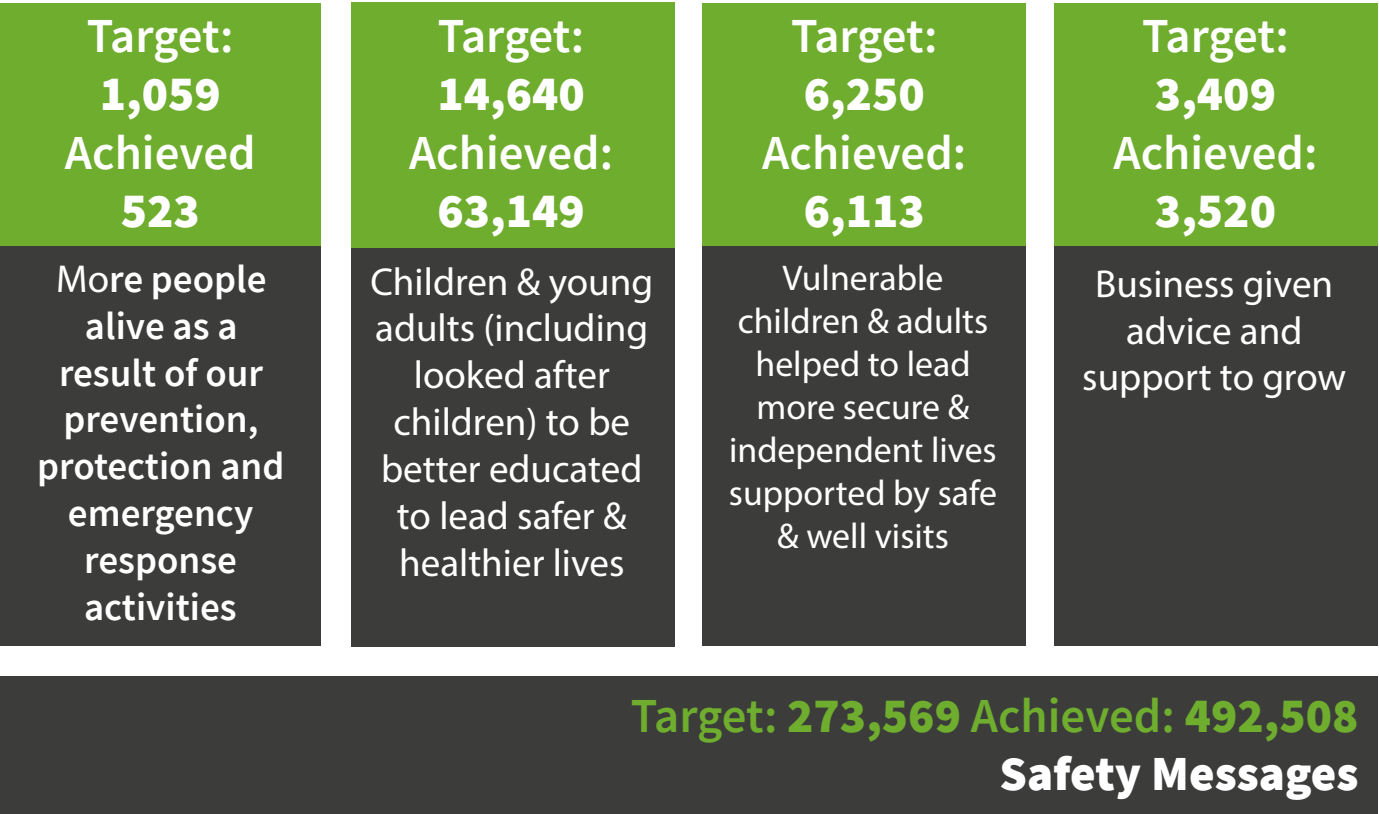 Target:
1,059
Achieved
523
More people
alive as a
result of our
prevention,
protection and
emergency
response
activities
Target:
14,640
Achieved:
63,149
Children & young
adults (including
looked after
children) to be
better educated
to lead safer &
healthier lives
Target:
6,250
Achieved:
6,113
Vulnerable
children & adults
helped to lead
more secure &
independent lives
supported by safe
& well visits
Target:
3,409
Achieved:
3,520
Business given
advice and
support to grow
Target: 273,569 Achieved: 492,508
Safety Messages